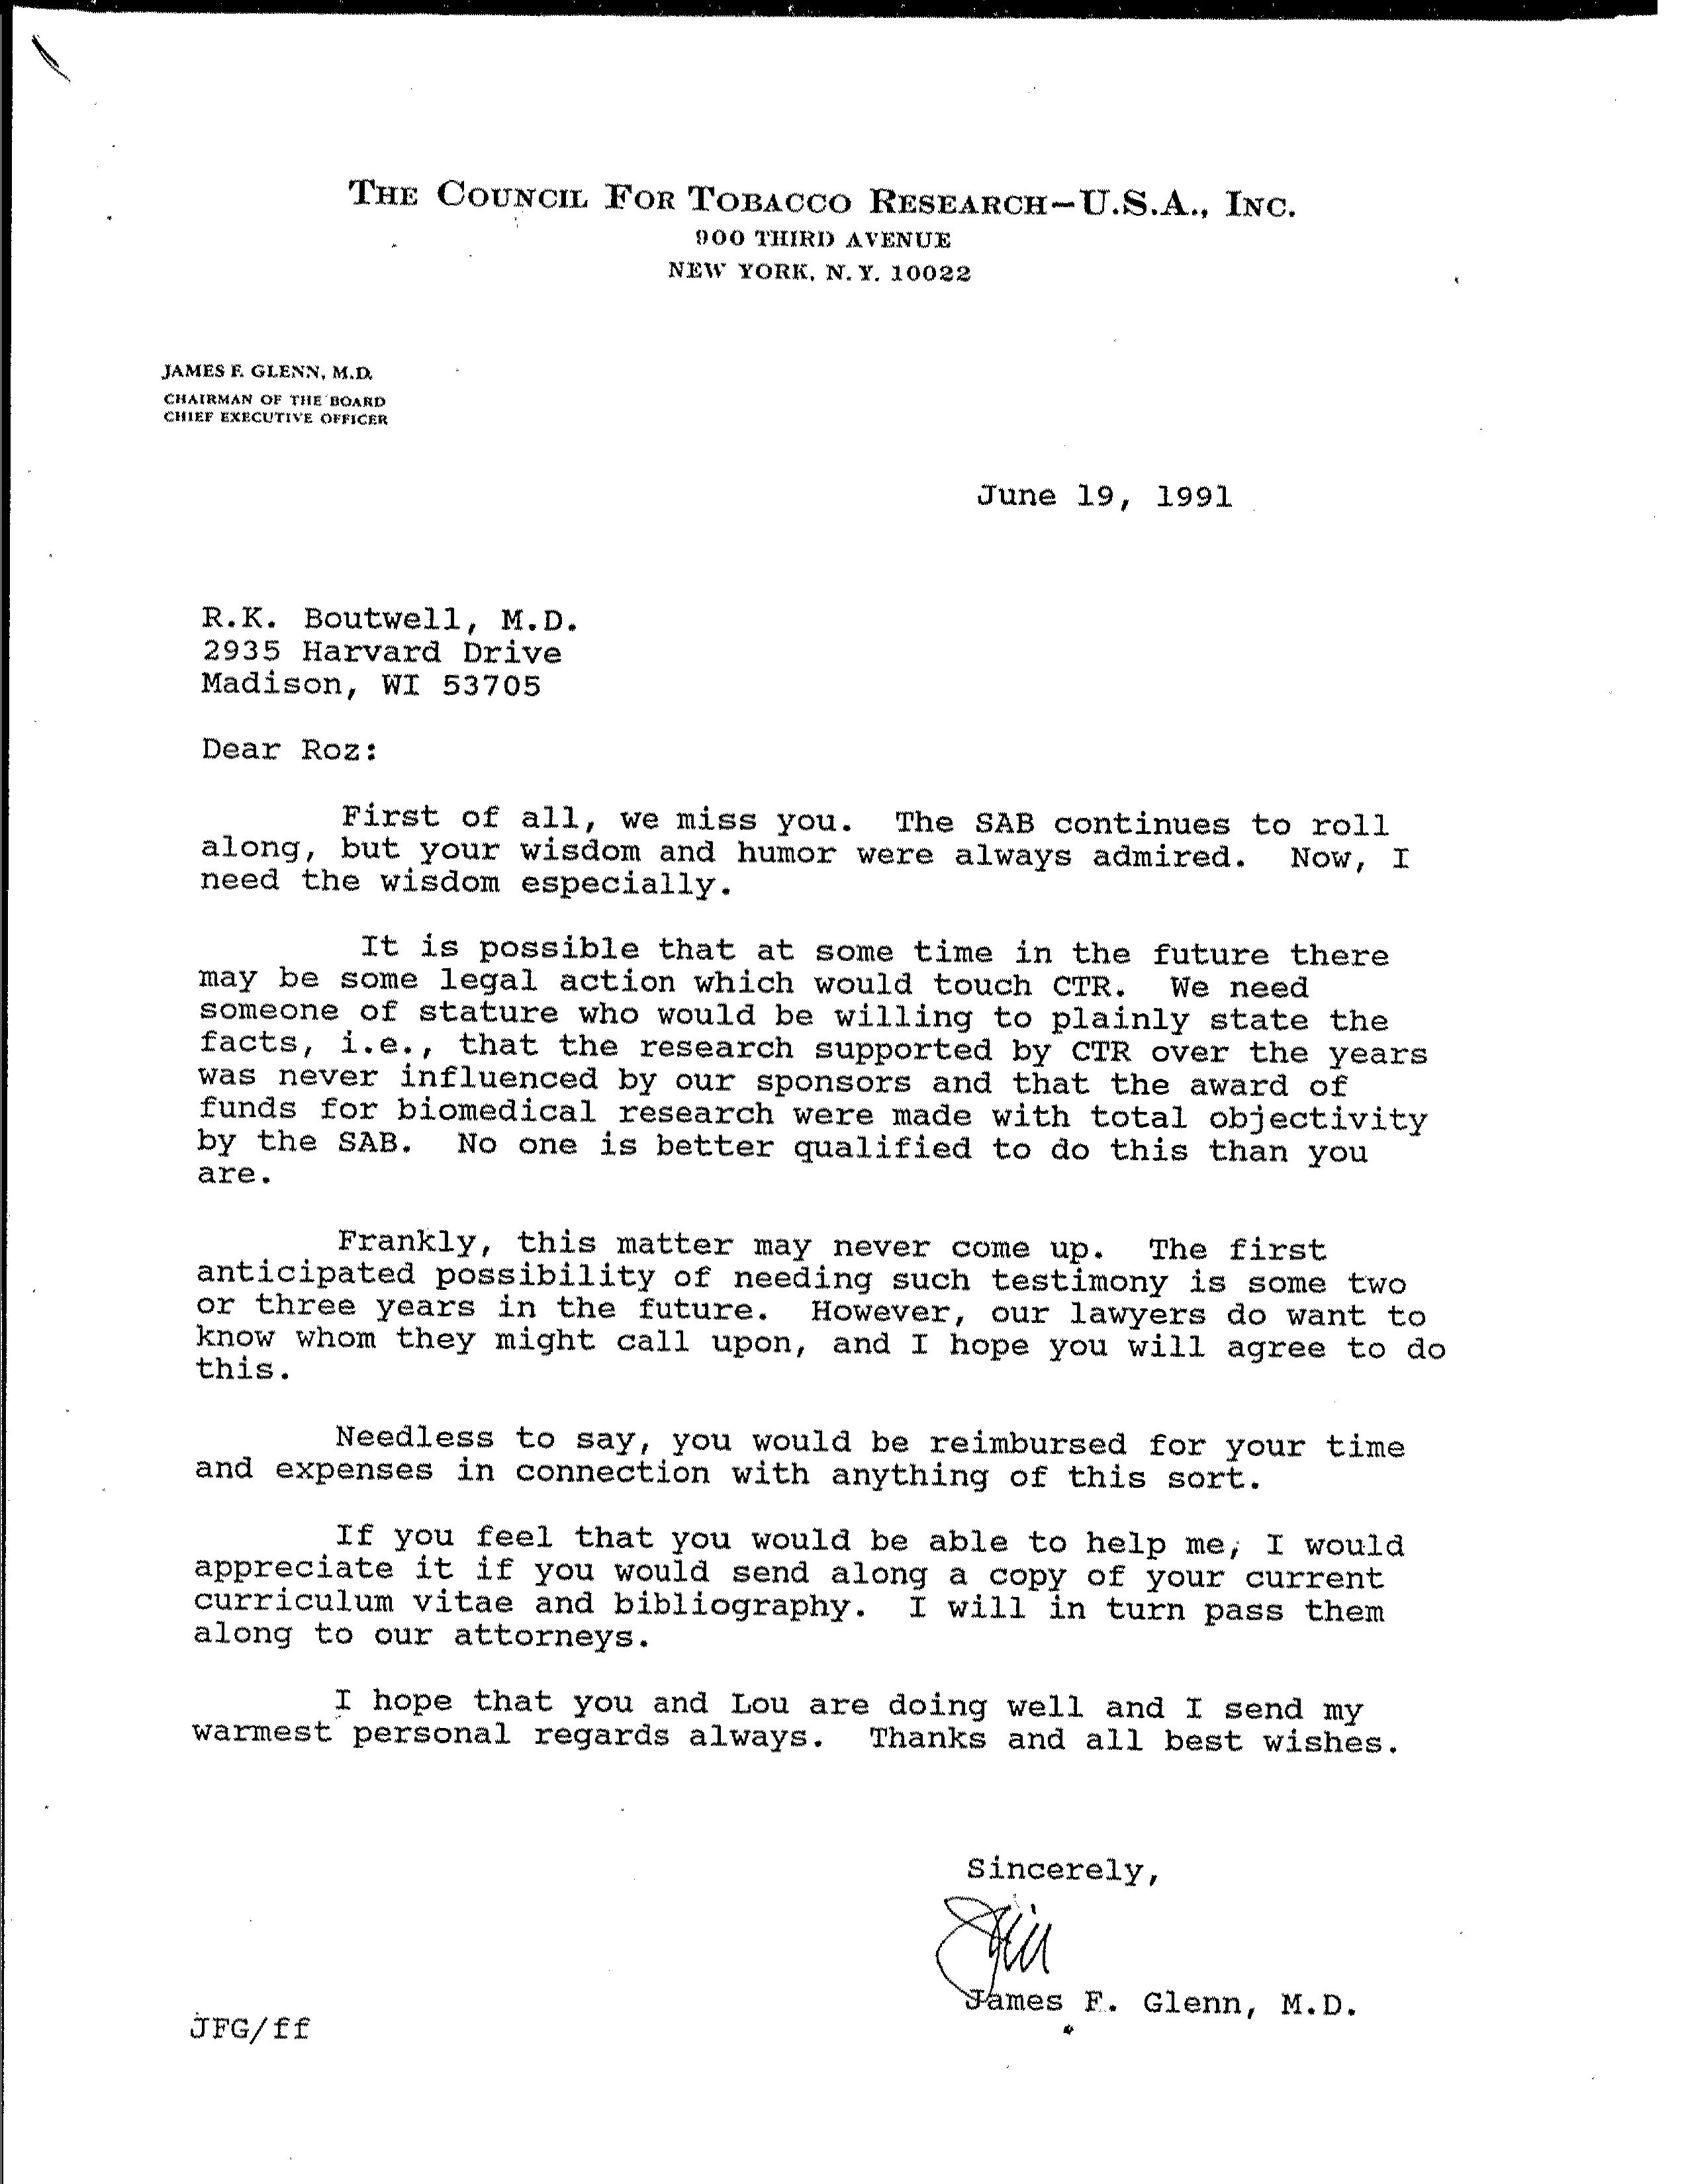 THE COUNCIL FOR TOBACCO RESEARCH—U.S.A., INC.
900 THIRD AVENUE
NEW YORK, N.Y. 10022
JAMES F. GLENN, M.D.
CHAIRMAN OF THE BOARD
CHIEF EXECUTIVE OFFICER
June 19, 1991
R.K. Boutwell, M.D.
2935 Harvard Drive
Madison, WI 53705
Dear Roz:
First of all, we miss you. The SAB continues to roll
along, but your wisdom and humor were always admired. Now, I
need the wisdom especially.
It is possible that at some time in the future there
may be some legal action which would touch CTR. We need
someone of stature who would be willing to plainly state the
facts, i.e., that the research supported by CTR over the years
was never influenced by our sponsors and that the award of
funds for biomedical research were made with total objectivity
by the SAB. No one is better qualified to do this than you
are.
Frankly, this matter may never come up. The first
anticipated possibility of needing such testimony is some two
or three years in the future. However, our lawyers do want to
know whom they might call upon, and I hope you will agree to do
this.
Needless to say, you would be reimbursed for your time
and expenses in connection with anything of this sort.
If you feel that you would be able to help me, I would
appreciate it if you would send along a copy of your current
curriculum vitae and bibliography. I will in turn pass them
along to our attorneys.
I hope that you and Lou are doing well and I send my
warmest personal regards always. Thanks and all best wishes.
Sincerely,
Jim
James F. Glenn, M.D.
JFG/ff